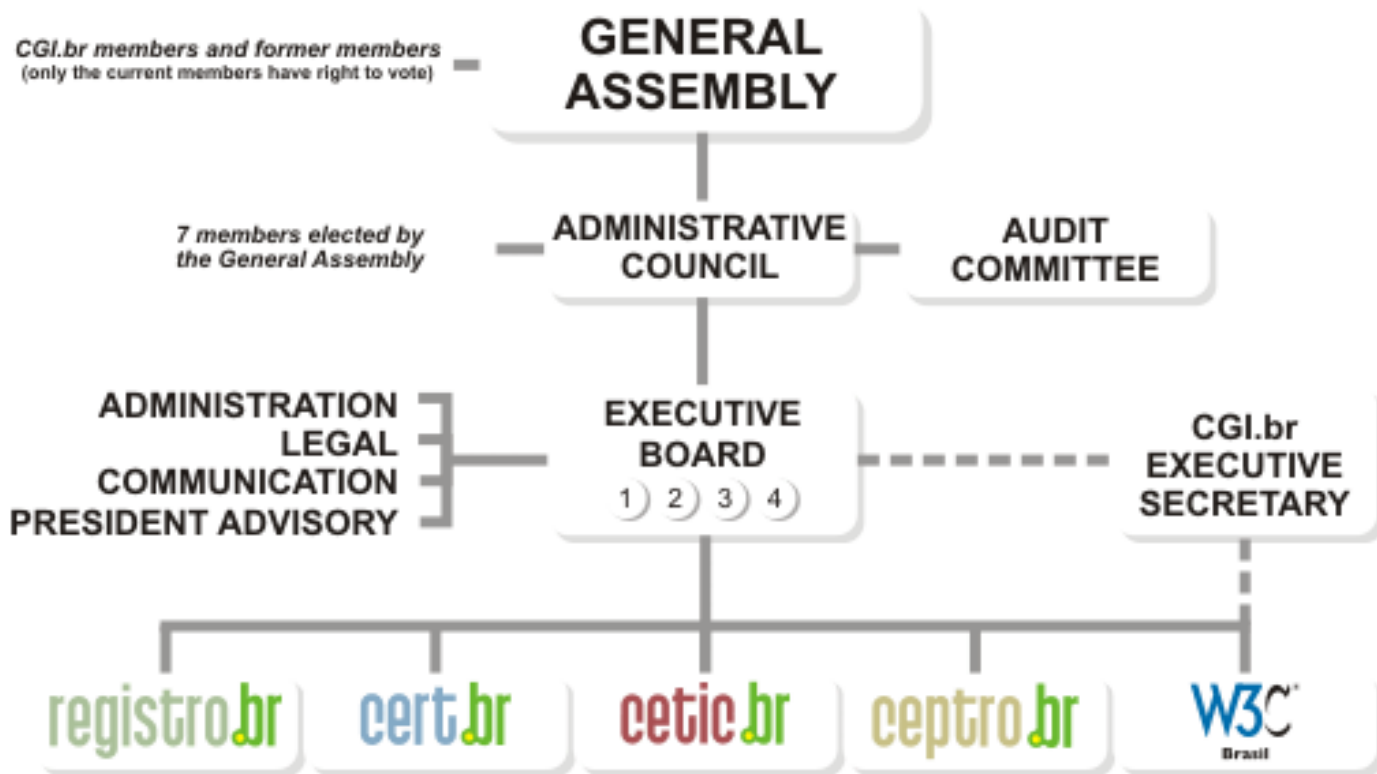 GENERAL
ASSEMBLY
CGI.br members and former members
(only the current members have right to vote)
ADMINISTRATIVE
COUNCIL
7 members elected by
the General Assembly
AUDIT
COMMITTEE
ADMINISTRATION
LEGAL
COMMUNICATION
PRESIDENT ADVISORY
EXECUTIVE
BOARD
1 2 3 4
CGI.br
EXECUTIVE
SECRETARY
registro.br
cert.br
cetic.br
ceptro.br
W3C
Brasil